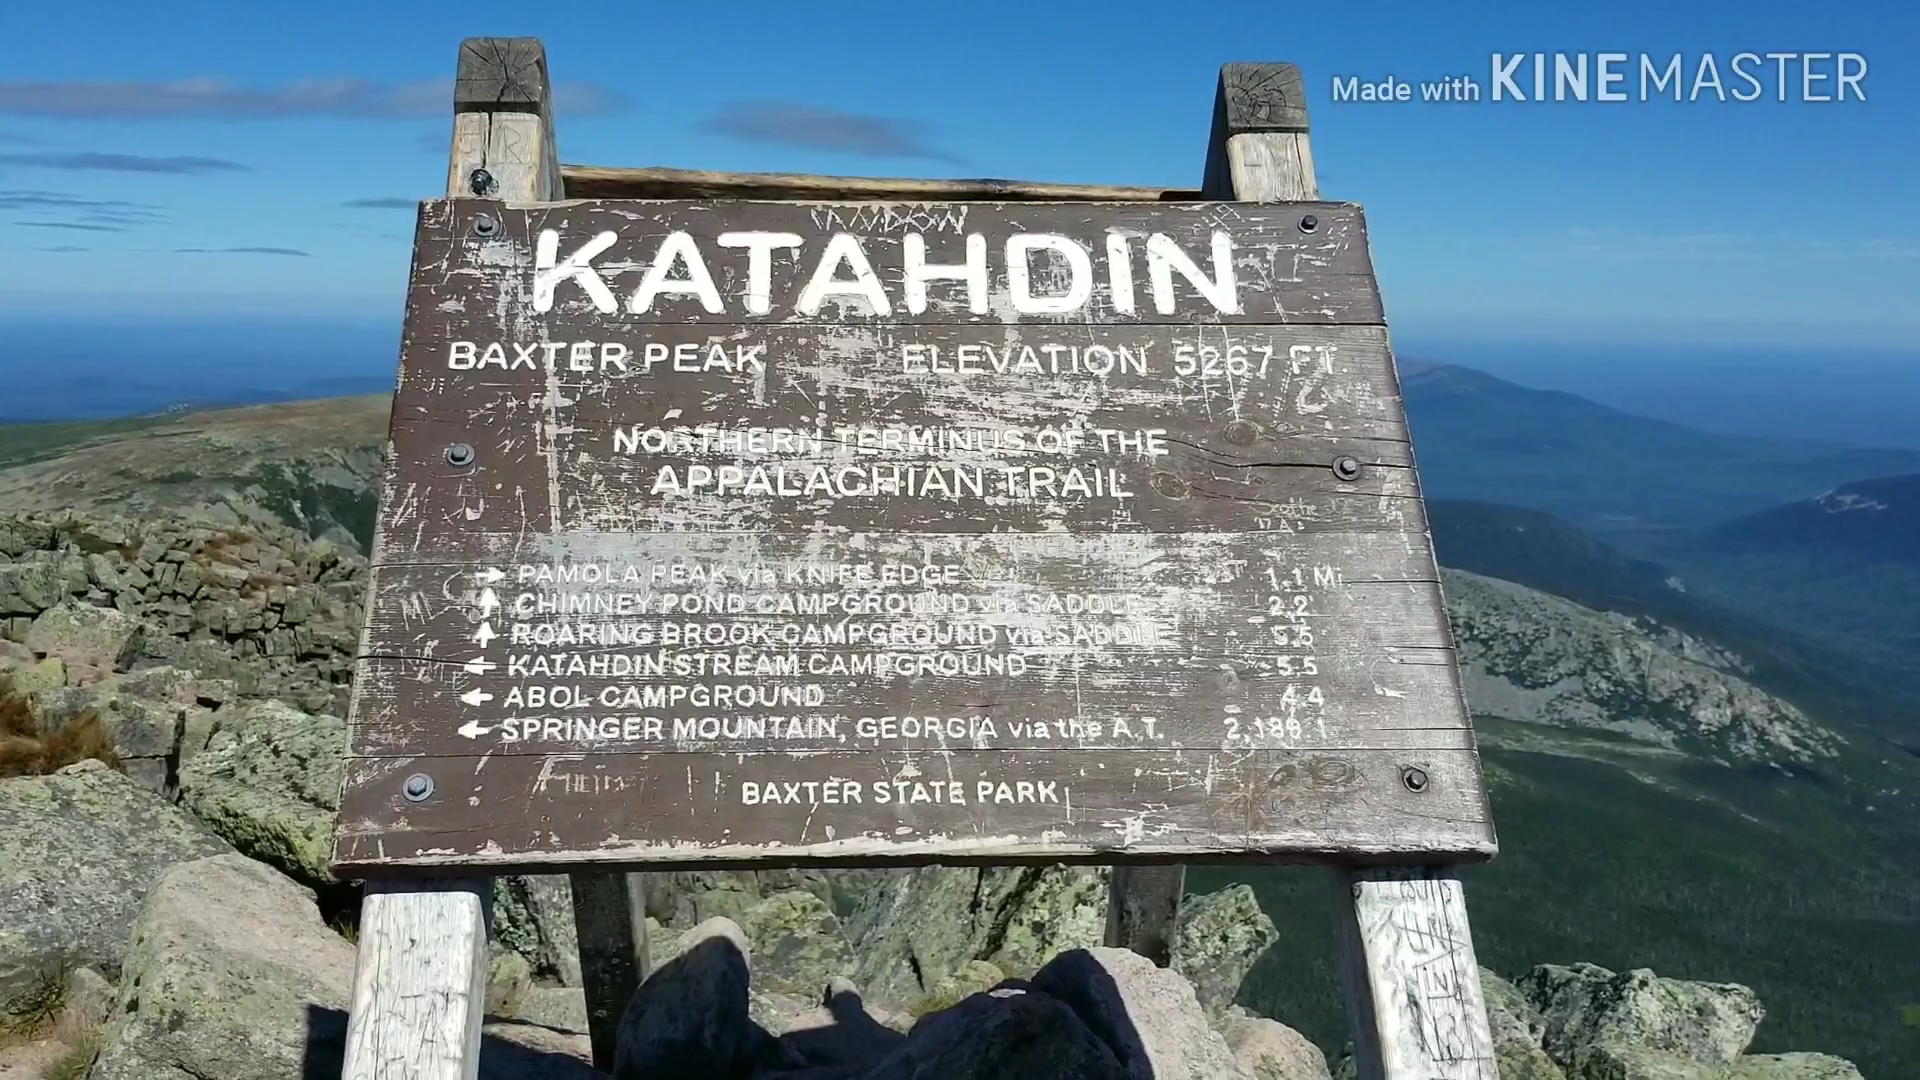 Made with KINEMASTER
KATAHDIN
BAXTER PEAK ELEVATION 5267 FT.
NORTHERN TERMINUS OF THE
APPALACHIAN TRAIL
→ PAMOLA PEAK via KNIFE EDGE 1.1 Mi
↑ CHIMNEY POND CAMPGROUND via SADDLE 2.2
↑ ROARING BROOK CAMPGROUND via SADDLE 5.5
← KATAHDIN STREAM CAMPGROUND 5.5
← ABOL CAMPGROUND 4.4
← SPRINGER MOUNTAIN, GEORGIA via the A.T. 2,189.1
BAXTER STATE PARK